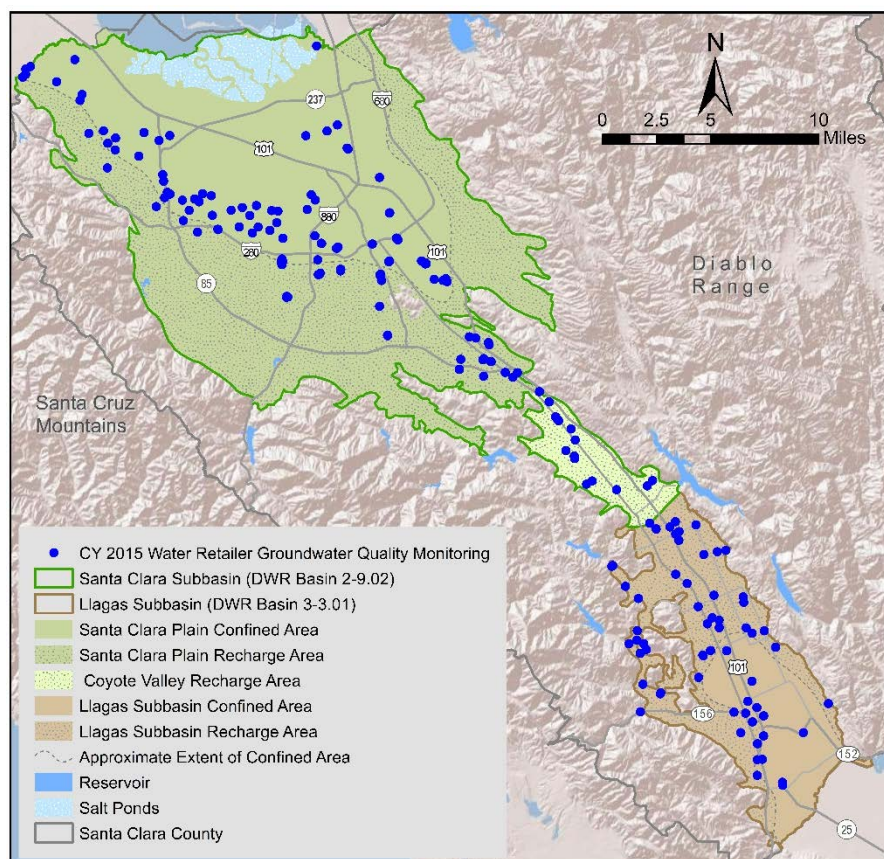 N
0 2.5 5 10
Miles
237
680
101
880
280
101
85
Diablo
Range
Santa Cruz
Mountains
101
156
152
25
CY 2015 Water Retailer Groundwater Quality Monitoring
Santa Clara Subbasin (DWR Basin 2-9.02)
Llagas Subbasin (DWR Basin 3-3.01)
Santa Clara Plain Confined Area
Santa Clara Plain Recharge Area
Coyote Valley Recharge Area
Llagas Subbasin Confined Area
Llagas Subbasin Recharge Area
Approximate Extent of Confined Area
Reservoir
Salt Ponds
Santa Clara County